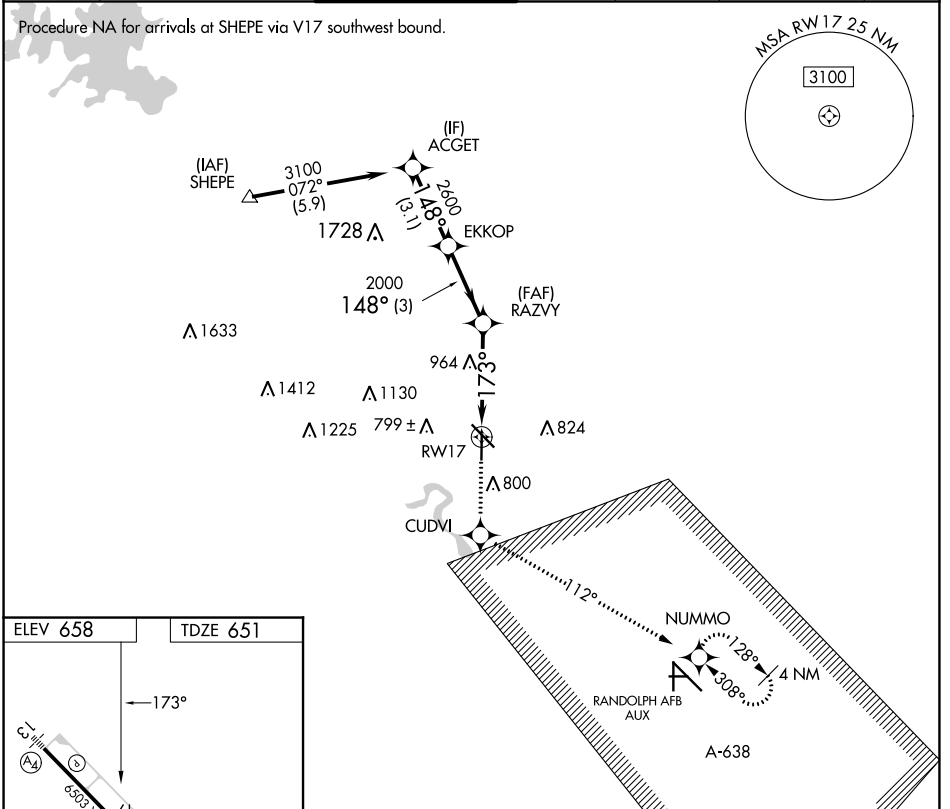 Procedure NA for arrivals at SHEPE via V17 southwest bound.
MSA RW17 25 NM
3100
(IF)
ACGET
(IAF)
SHEPE
3100
072°
(5.9)
2600
148°
(3.1)
1728
EKKOP
2000
148° (3)
(FAF)
RAZVY
1633
964
173°
1412
1130
1225
799 ±
824
RW17
800
CUDVI
112°
NUMMO
128°
4 NM
308°
RANDOLPH AFB
AUX
A-638
ELEV 658
TDZE 651
173°
13
A4
P
6503